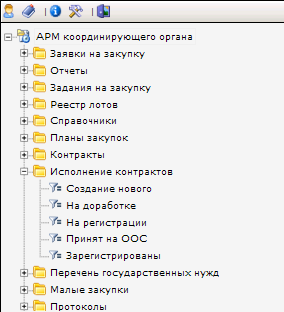 АРМ координирующего органа
Заявки на закупку
Отчеты
Задания на закупку
Реестр лотов
Справочники
Планы закупок
Контракты
Исполнение контрактов
Создание нового
На доработке
На регистрации
Принят на ООС
Зарегистрированы
Перечень государственных нужд
Малые закупки
Протоколы